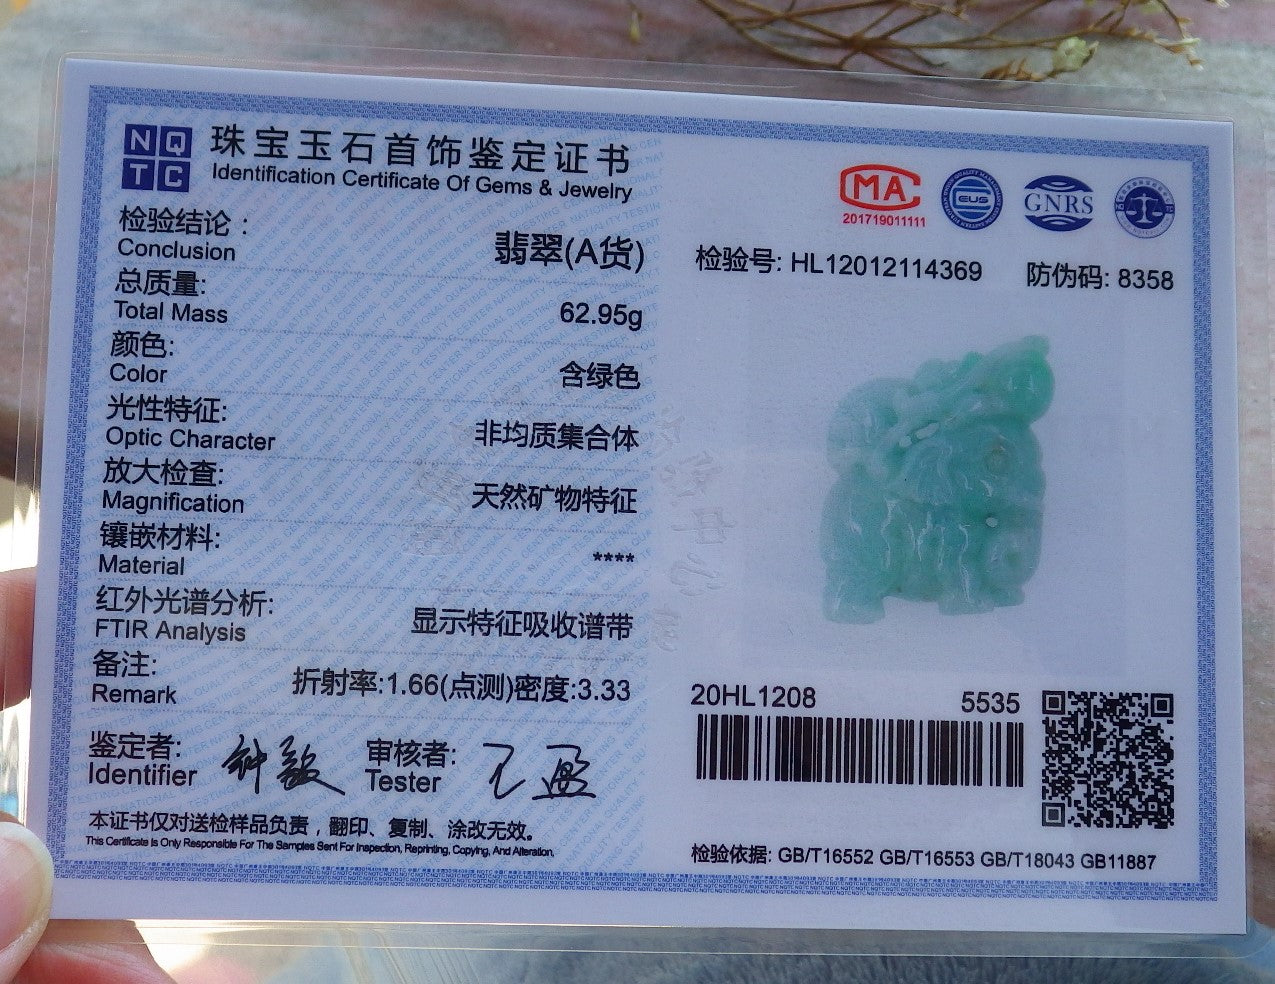 NQTC
珠宝玉石首饰鉴定证书
Identification Certificate Of Gems & Jewelry
检验结论：
Conclusion
翡翠(A货)
总质量:
Total Mass
62.95g
颜色:
Color
含绿色
光性特征:
Optic Character
非均质集合体
放大检查:
Magnification
天然矿物特征
镶嵌材料:
Material
****
红外光谱分析:
FTIR Analysis
显示特征吸收谱带
备注:
Remark
折射率:1.66(点测)密度:3.33
鉴定者:
Identifier
审核者:
Tester
本证书仅对送检样品负责，翻印、复制、涂改无效。
This Certificate Is Only Responsible For The Samples Sent For Inspection, Reprinting, Copying, And Alteration.
MA
201719011111
CUS
GNRS
检验号: HL12012114369
防伪码: 8358
20HL1208
5535
检验依据: GB/T16552 GB/T16553 GB/T18043 GB11887